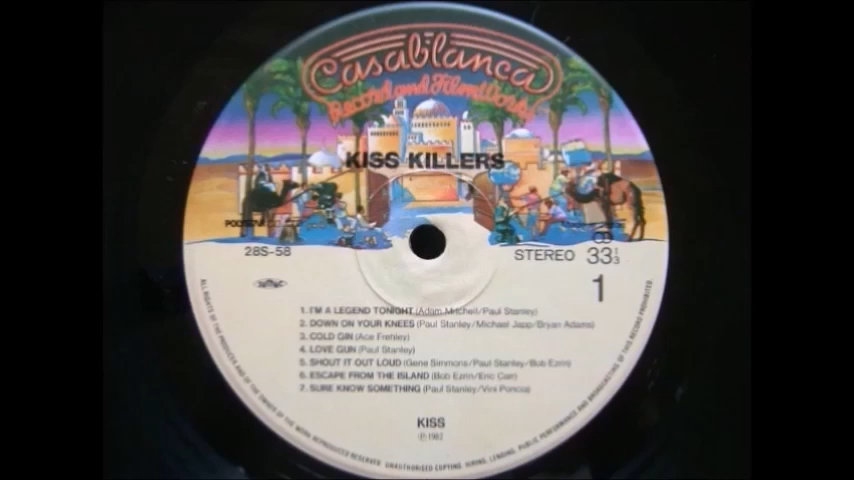 Casablanca
Record and FilmWorks
KISS KILLERS
28S-58
STEREO 33 1/3
1
1. I'M A LEGEND TONIGHT (Adam Mitchell/Paul Stanley)
2. DOWN ON YOUR KNEES (Paul Stanley/Michael Japp/Bryan Adams)
3. COLD GIN (Ace Frehley)
4. LOVE GUN (Paul Stanley)
5. SHOUT IT OUT LOUD (Gene Simmons/Paul Stanley/Bob Ezrin)
6. ESCAPE FROM THE ISLAND (Bob Ezrin/Eric Carr)
7. SURE KNOW SOMETHING (Paul Stanley/Vini Poncia)
KISS
℗1982
ALL RIGHTS OF THE PRODUCER AND OF THE OWNER OF THE WORK REPRODUCED RESERVED. UNAUTHORISED COPYING, HIRING, LENDING, PUBLIC PERFORMANCE AND BROADCASTING OF THIS RECORD PROHIBITED.